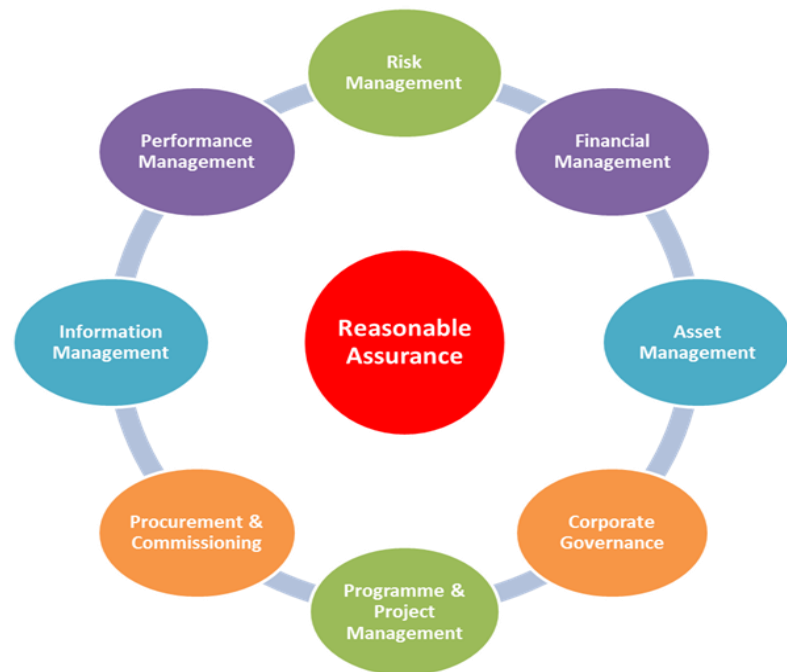 Risk
Management
Performance
Management
Financial
Management
Information
Management
Reasonable
Assurance
Asset
Management
Procurement &
Commissioning
Corporate
Governance
Programme &
Project
Management